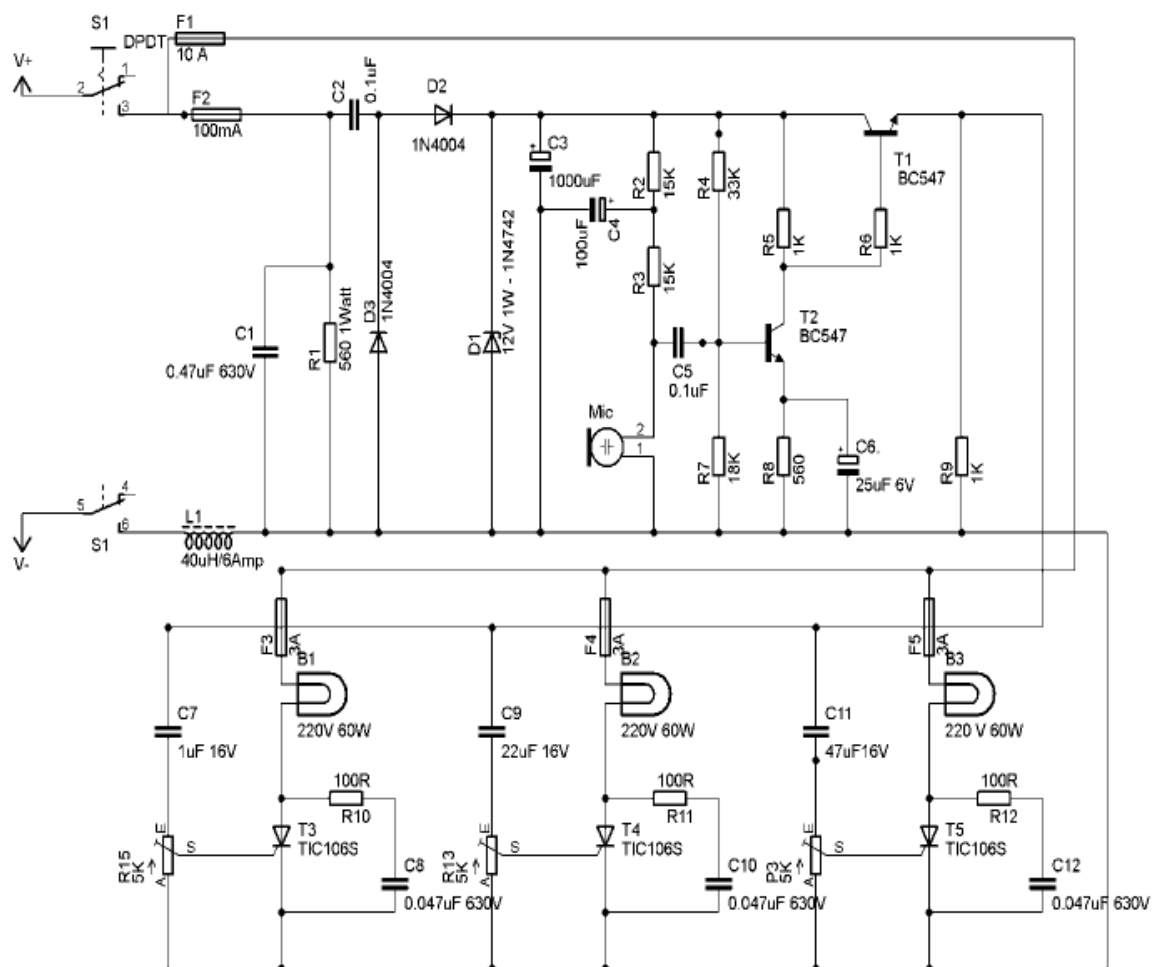 S1
F1
DPDT
10 A
V+
1
2
3
F2
100mA
C2
0.1uF
D2
1N4004
C3
+
1000uF
C4
+
100uF
R2
15K
R3
15K
R4
33K
R5
1K
R6
1K
T1
BC547
C1
0.47uF 630V
R1
560 1Watt
D3
1N4004
D1
12V 1W - 1N4742
T2
BC547
C5
0.1uF
Mic
2
1
R7
18K
R8
560
+
C6.
25uF 6V
R9
1K
4
5
6
V-
S1
L1
40uH/6Amp
F3
3A
B1
220V 60W
F4
3A
B2
220V 60W
F5
3A
B3
220 V 60W
C7
1uF 16V
C9
22uF 16V
C11
47uF16V
100R
R10
100R
R11
100R
R12
E
S
A
R15
5K
T3
TIC106S
C8
0.047uF 630V
E
S
A
R13
5K
T4
TIC106S
C10
0.047uF 630V
E
S
A
P3
5K
T5
TIC106S
C12
0.047uF 630V